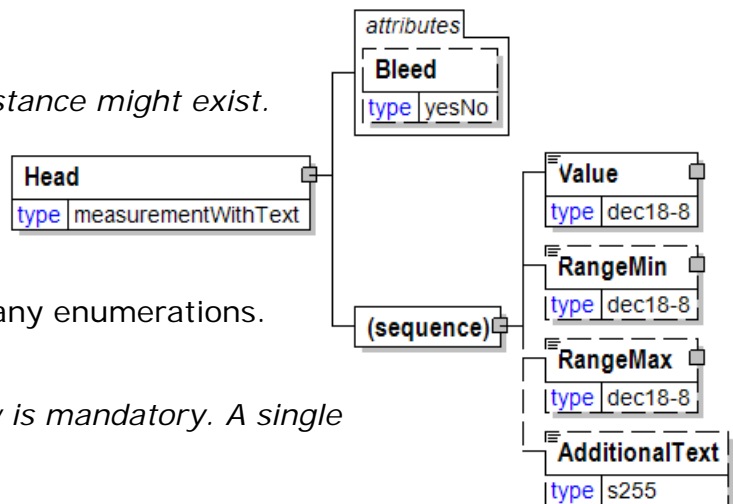 attributes
Bleed
type yesNo
stance might exist.
Head
type measurementWithText
Value
type dec18-8
RangeMin
type dec18-8
any enumerations.
(sequence)
RangeMax
type dec18-8
is mandatory. A single
AdditionalText
type s255